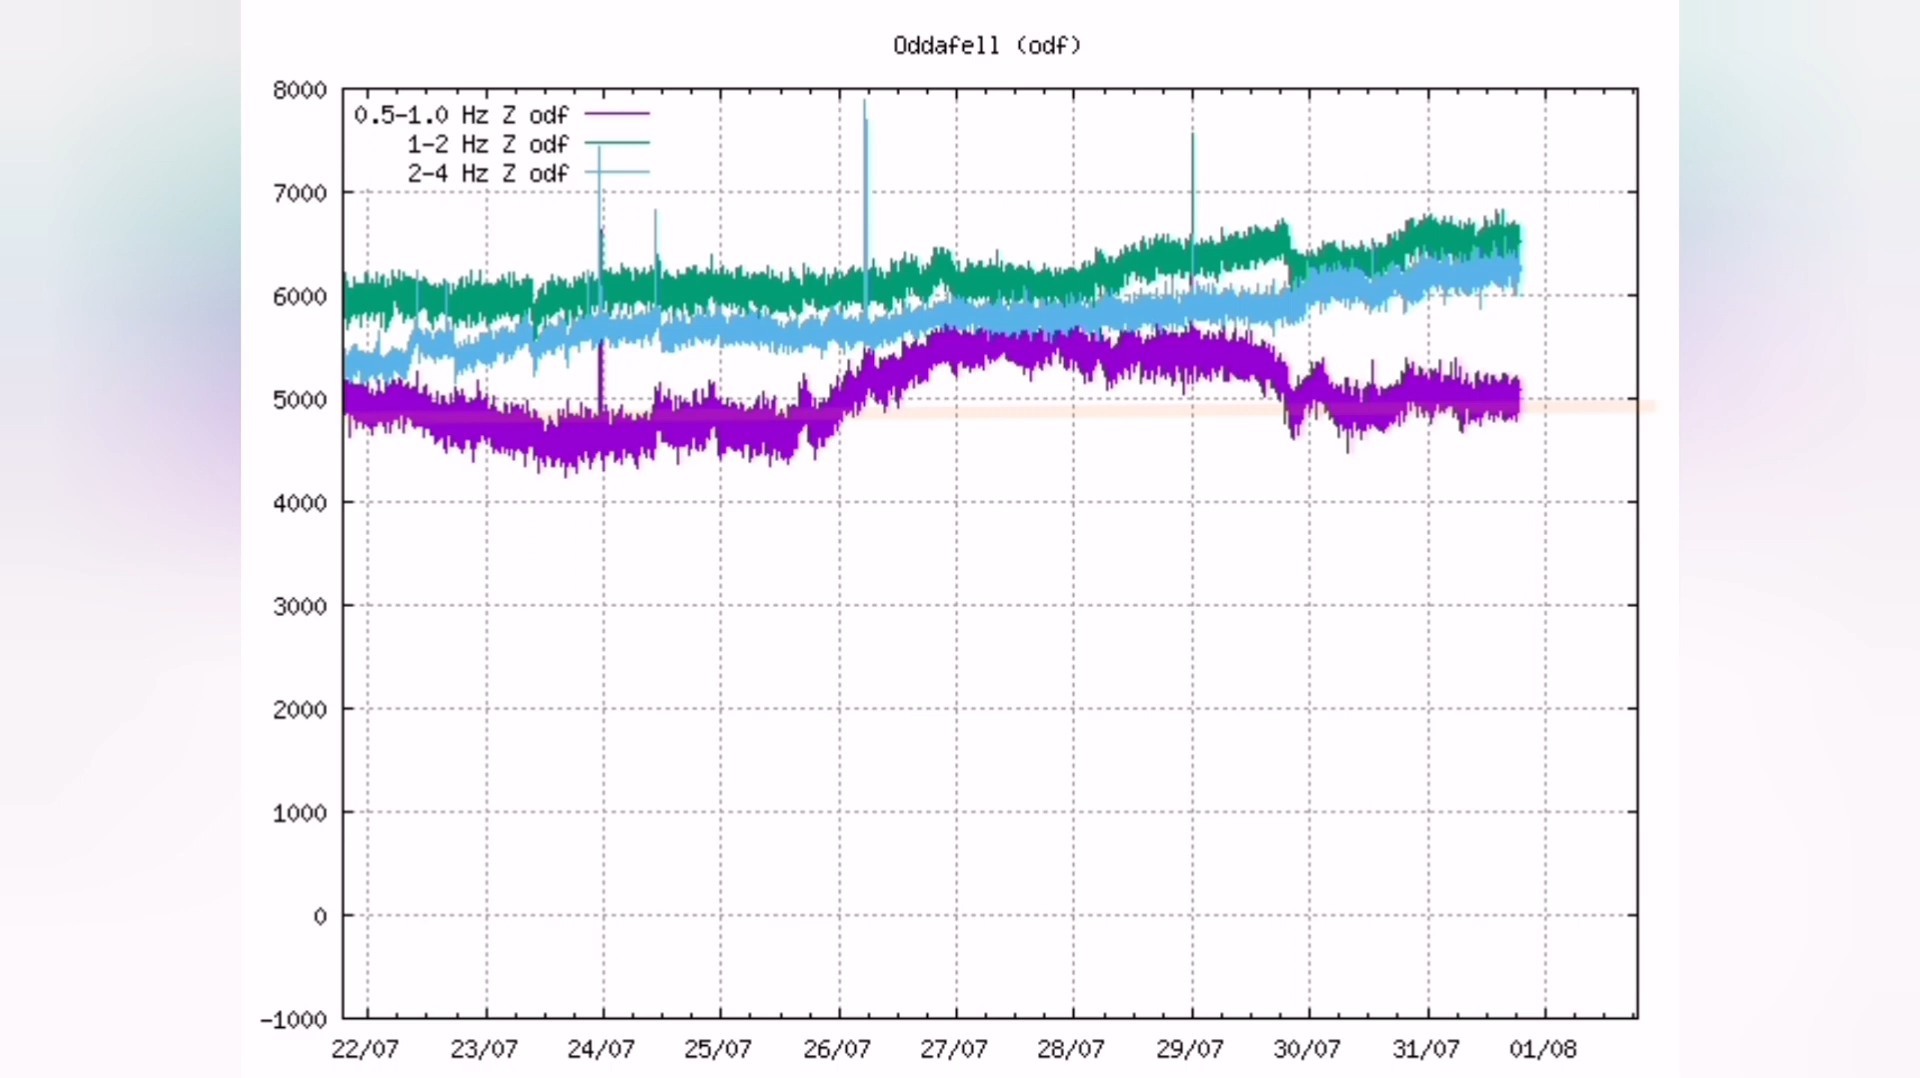 Oddafell (odf)
8000
0.5-1.0 Hz Z odf
1-2 Hz Z odf
2-4 Hz Z odf
7000
6000
5000
4000
3000
2000
1000
0
-1000
22/07 23/07 24/07 25/07 26/07 27/07 28/07 29/07 30/07 31/07 01/08